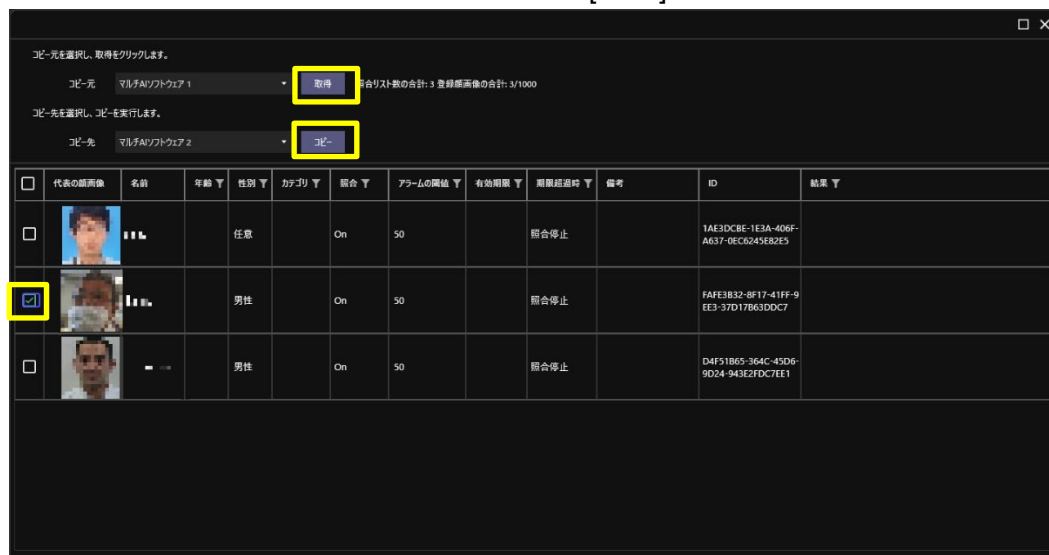 コピー元を選択し、取得をクリックします。
コピー元 マルチAIソフトウェア 1 取得 合リスト数の合計: 3 登録顔画像の合計: 3/1000
コピー先を選択し、コピーを実行します。
コピー先 マルチAIソフトウェア 2 コピー
代表の顔画像 名前 年齢 性別 カテゴリ 照合 アラームの閾値 有効期限 期限超過時 備考 ID 結果
任意 On 50 照合停止 1AE3DCBE-1E3A-406F-
A637-0EC6245E82E5
男性 On 50 照合停止 FAFE3B32-8F17-41FF-9
EE3-37D17B63DDC7
男性 On 50 照合停止 D4F51B65-364C-45D6-
9D24-943E2FDC7EE1